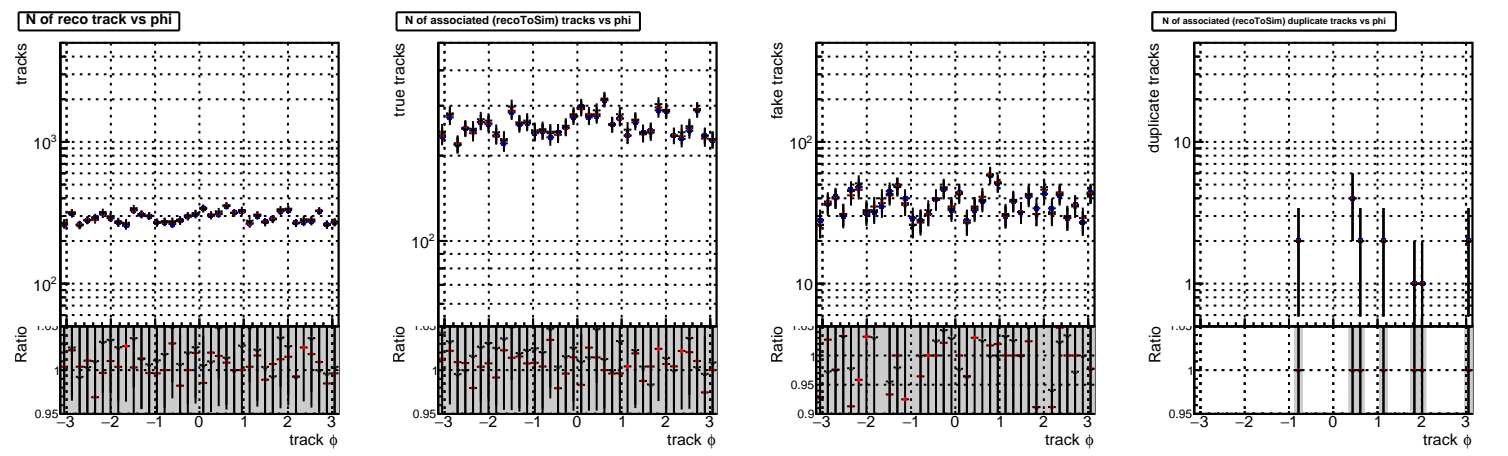 N of reco track vs phi
tracks
10³
10²
Ratio
1
0.95
−3 −2 −1 0 1 2 3
track ϕ
N of associated (recoToSim) tracks vs phi
true tracks
10²
Ratio
1
0.95
−3 −2 −1 0 1 2 3
track ϕ
fake tracks
10²
10
Ratio
1
0.95
0.9
−3 −2 −1 0 1 2 3
track ϕ
N of associated (recoToSim) duplicate tracks vs phi
duplicate tracks
10
1
Ratio
1
0.95
−3 −2 −1 0 1 2 3
track ϕ